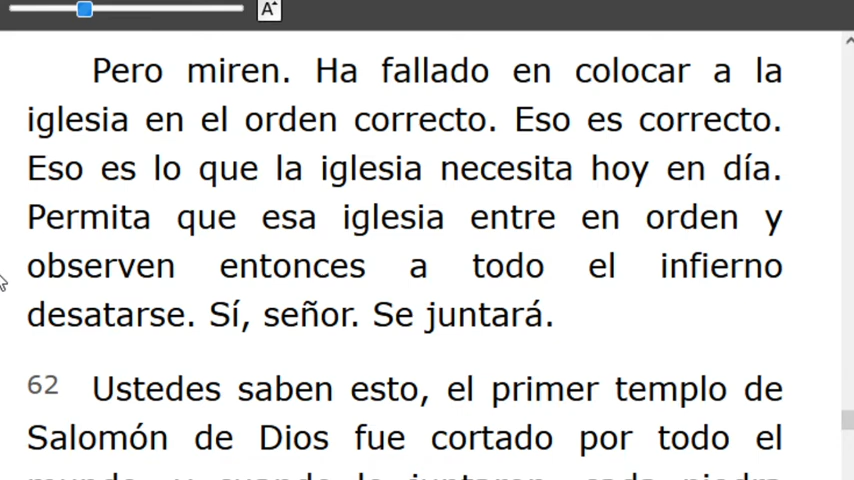 A
Pero miren. Ha fallado en colocar a la
iglesia en el orden correcto. Eso es correcto.
Eso es lo que la iglesia necesita hoy en día.
Permita que esa iglesia entre en orden y
observen entonces a todo el infierno
desatarse. Sí, señor. Se juntará.
62 Ustedes saben esto, el primer templo de
Salomón de Dios fue cortado por todo el